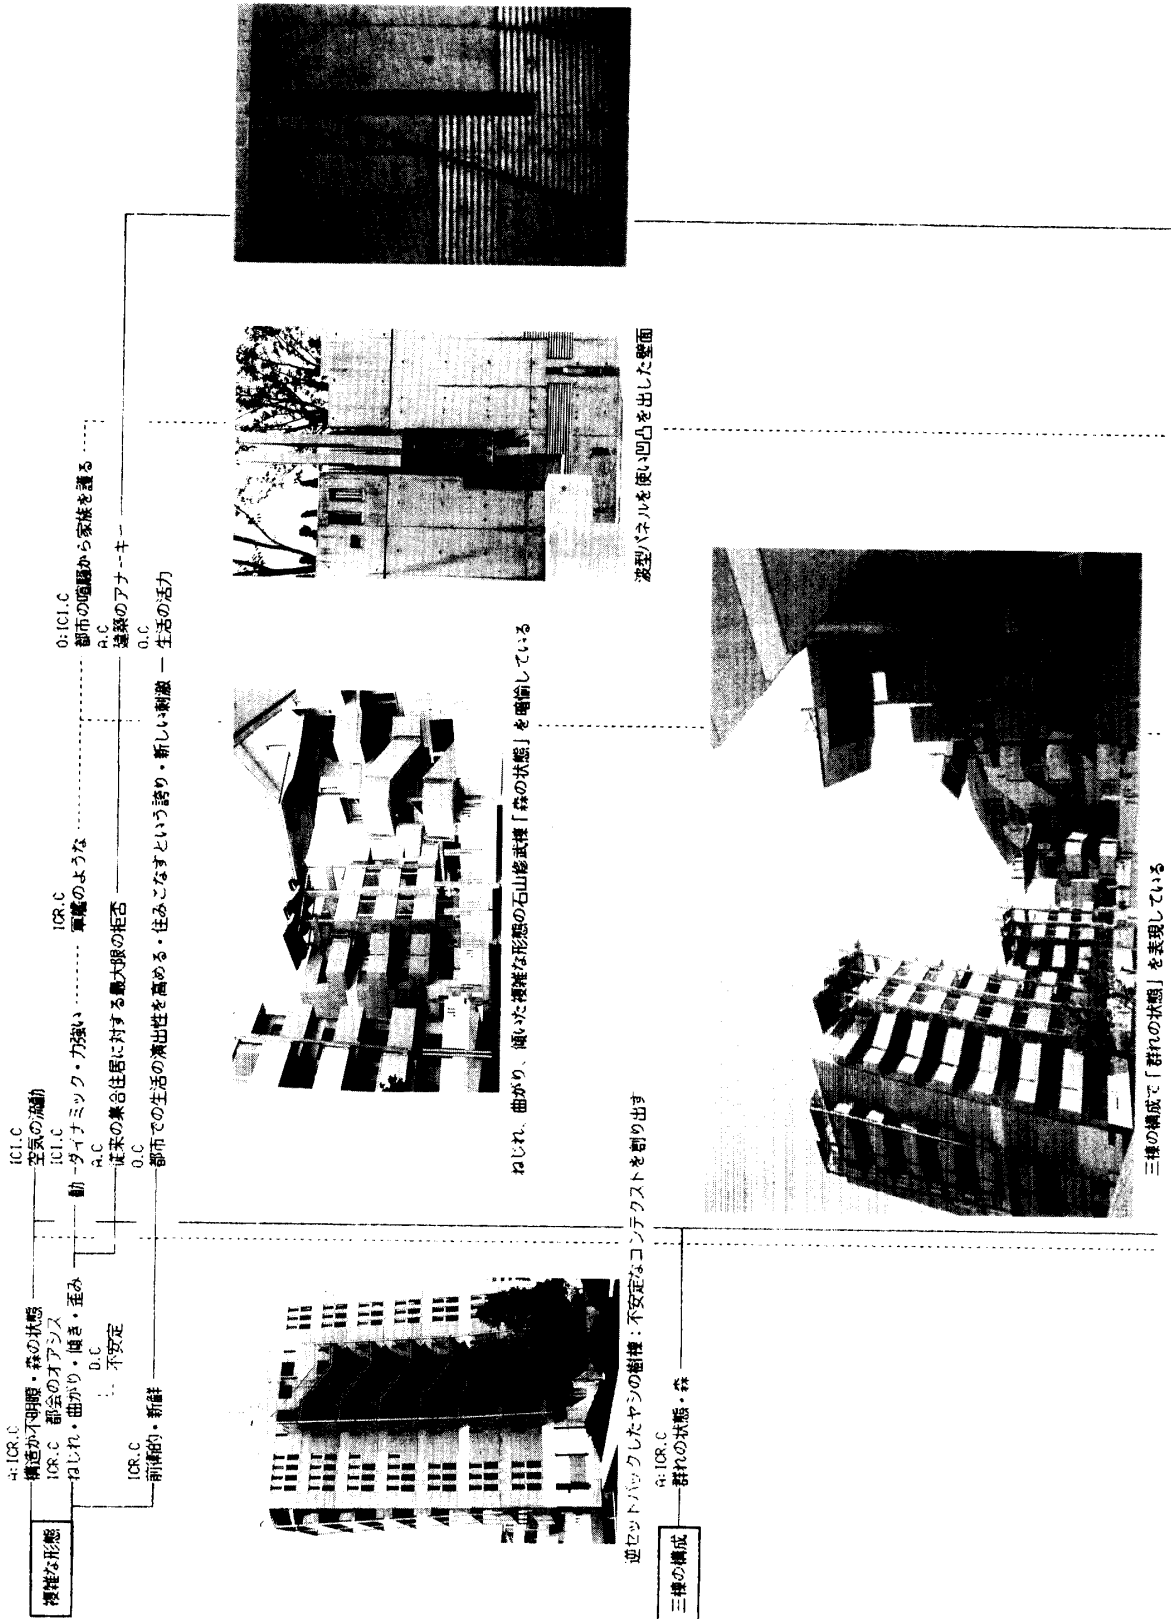 A:ICR.C
構造が不明瞭・森の状態
ICI.C
空気の流動
複雑な形態
ICR.C 都会のオアシス
ねじれ・曲がり・傾き・歪み
ICI.C
動―ダイナミック・力強い
ICR.C
軍艦のような
O:ICI.C
都市の喧騒から家族を護る
D.C
不安定
A.C
従来の集合住居に対する最大限の拒否
A.C
建築のアナーキー
ICR.C
前衛的・新鮮
O.C
都市での生活の演出性を高める・住みこなすという誇り・新しい刺激
O.C
生活の活力
逆セットバックしたヤシの樹棟:不安定なコンテクストを創り出す
ねじれ、曲がり、傾いた複雑な形態の石山修武棟「森の状態」を暗喩している
波型パネルを使い凹凸を出した壁面
三棟の構成
A:ICR.C
群れの状態・森
三棟の構成で「群れの状態」を表現している